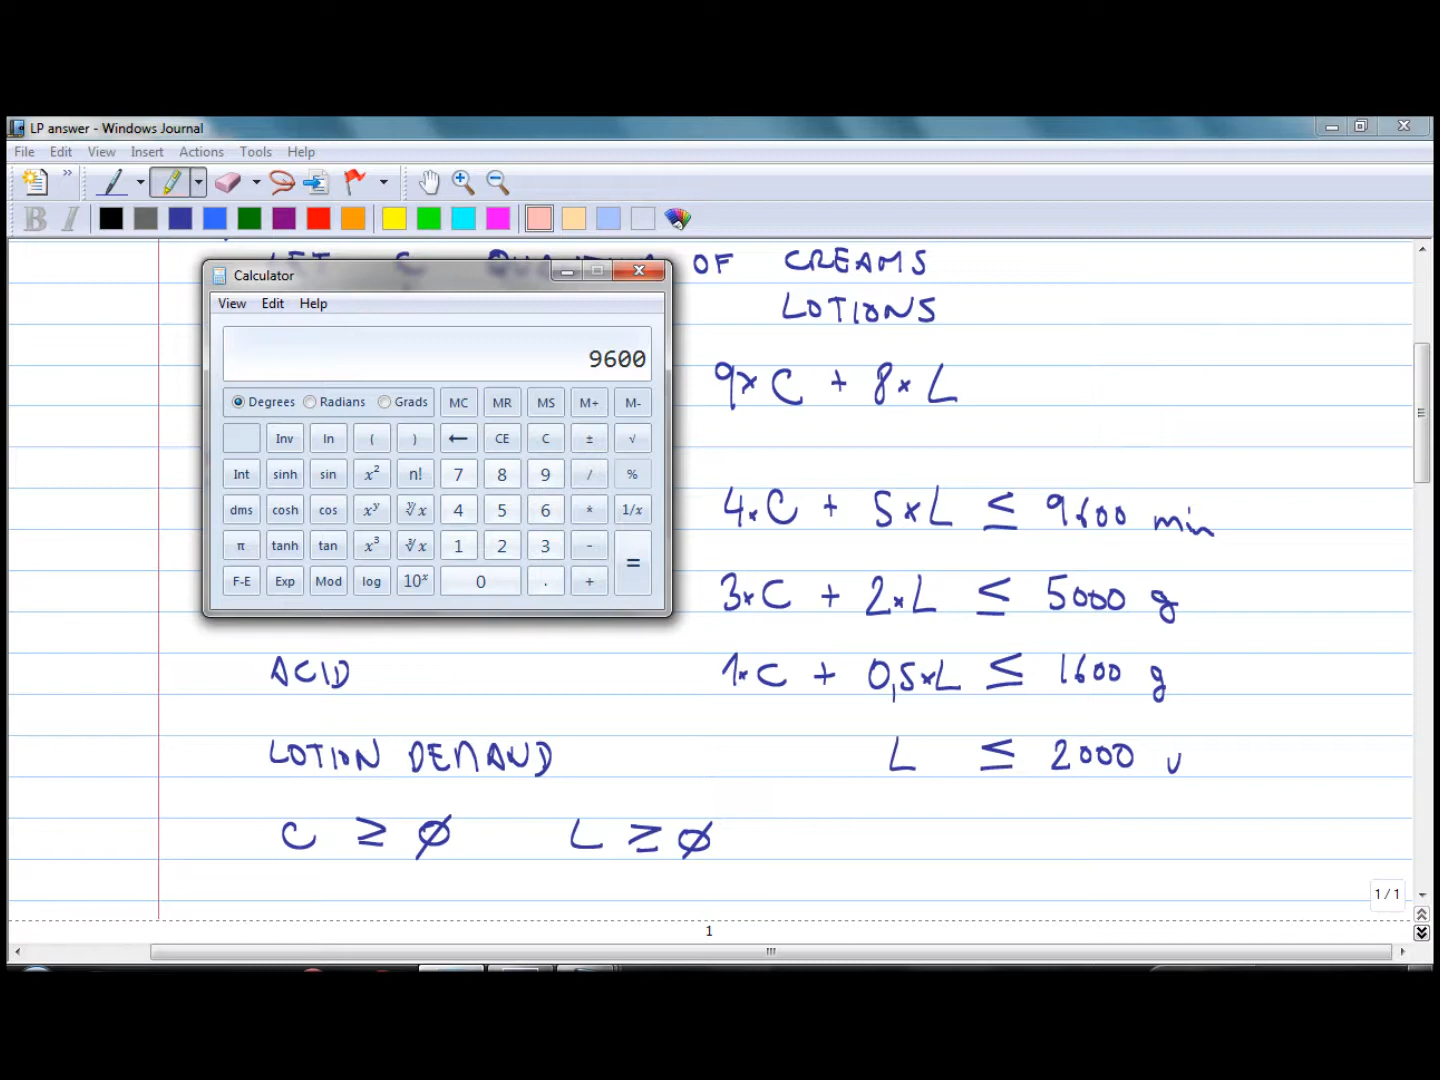 LP answer - Windows Journal
File Edit View Insert Actions Tools Help
B I
LET C QUANTITY OF CREAMS
LOTIONS
Calculator
View Edit Help
9600
Degrees Radians Grads MC MR MS M+ M-
Inv ln ( ) ← CE C ± √
Int sinh sin x² n! 7 8 9 / %
dms cosh cos xʸ ʸ√x 4 5 6 * 1/x
π tanh tan x³ ³√x 1 2 3 - =
F-E Exp Mod log 10ˣ 0 . +
9×C + 8×L
4×C + 5×L ≤ 9600 min
3×C + 2×L ≤ 5000 g
ACID 1×C + 0,5×L ≤ 1600 g
LOTION DEMAND L ≤ 2000 u
C ≥ Ø L ≥ Ø
1 / 1
1